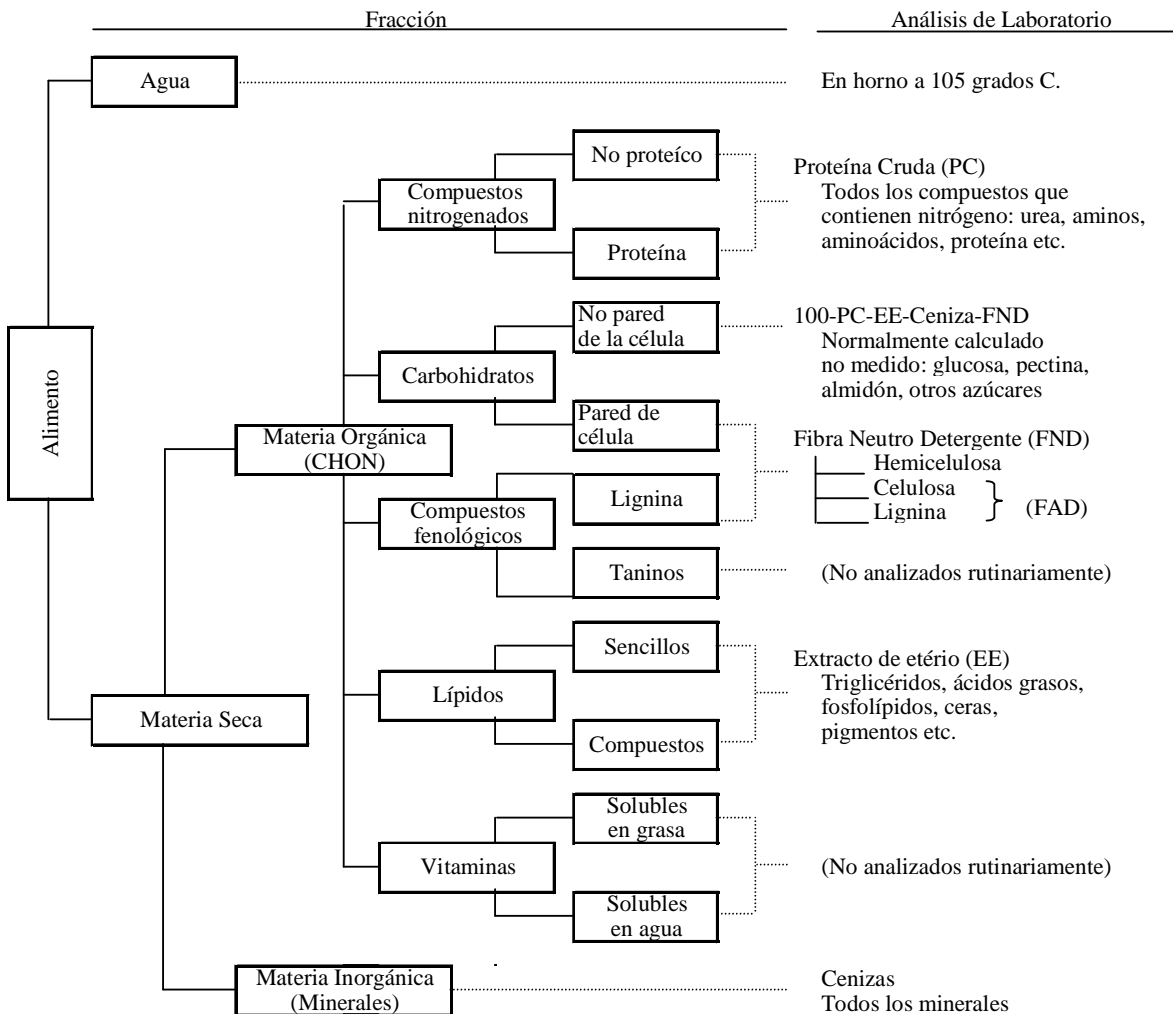 Fracción
Análisis de Laboratorio
Agua
En horno a 105 grados C.
No proteíco
Proteína Cruda (PC)
Todos los compuestos que
contienen nitrógeno: urea, aminos,
aminoácidos, proteína etc.
Compuestos
nitrogenados
Proteína
No pared
de la célula
100-PC-EE-Ceniza-FND
Normalmente calculado
no medido: glucosa, pectina,
almidón, otros azúcares
Carbohidratos
Alimento
Pared de
célula
Materia Orgánica
(CHON)
Fibra Neutro Detergente (FND)
Hemicelulosa
Celulosa
Lignina
(FAD)
Compuestos
fenológicos
Lignina
Taninos
(No analizados rutinariamente)
Sencillos
Extracto de etério (EE)
Triglicéridos, ácidos grasos,
fosfolípidos, ceras,
pigmentos etc.
Lípidos
Materia Seca
Compuestos
Solubles
en grasa
Vitaminas
(No analizados rutinariamente)
Solubles
en agua
Materia Inorgánica
(Minerales)
Cenizas
Todos los minerales